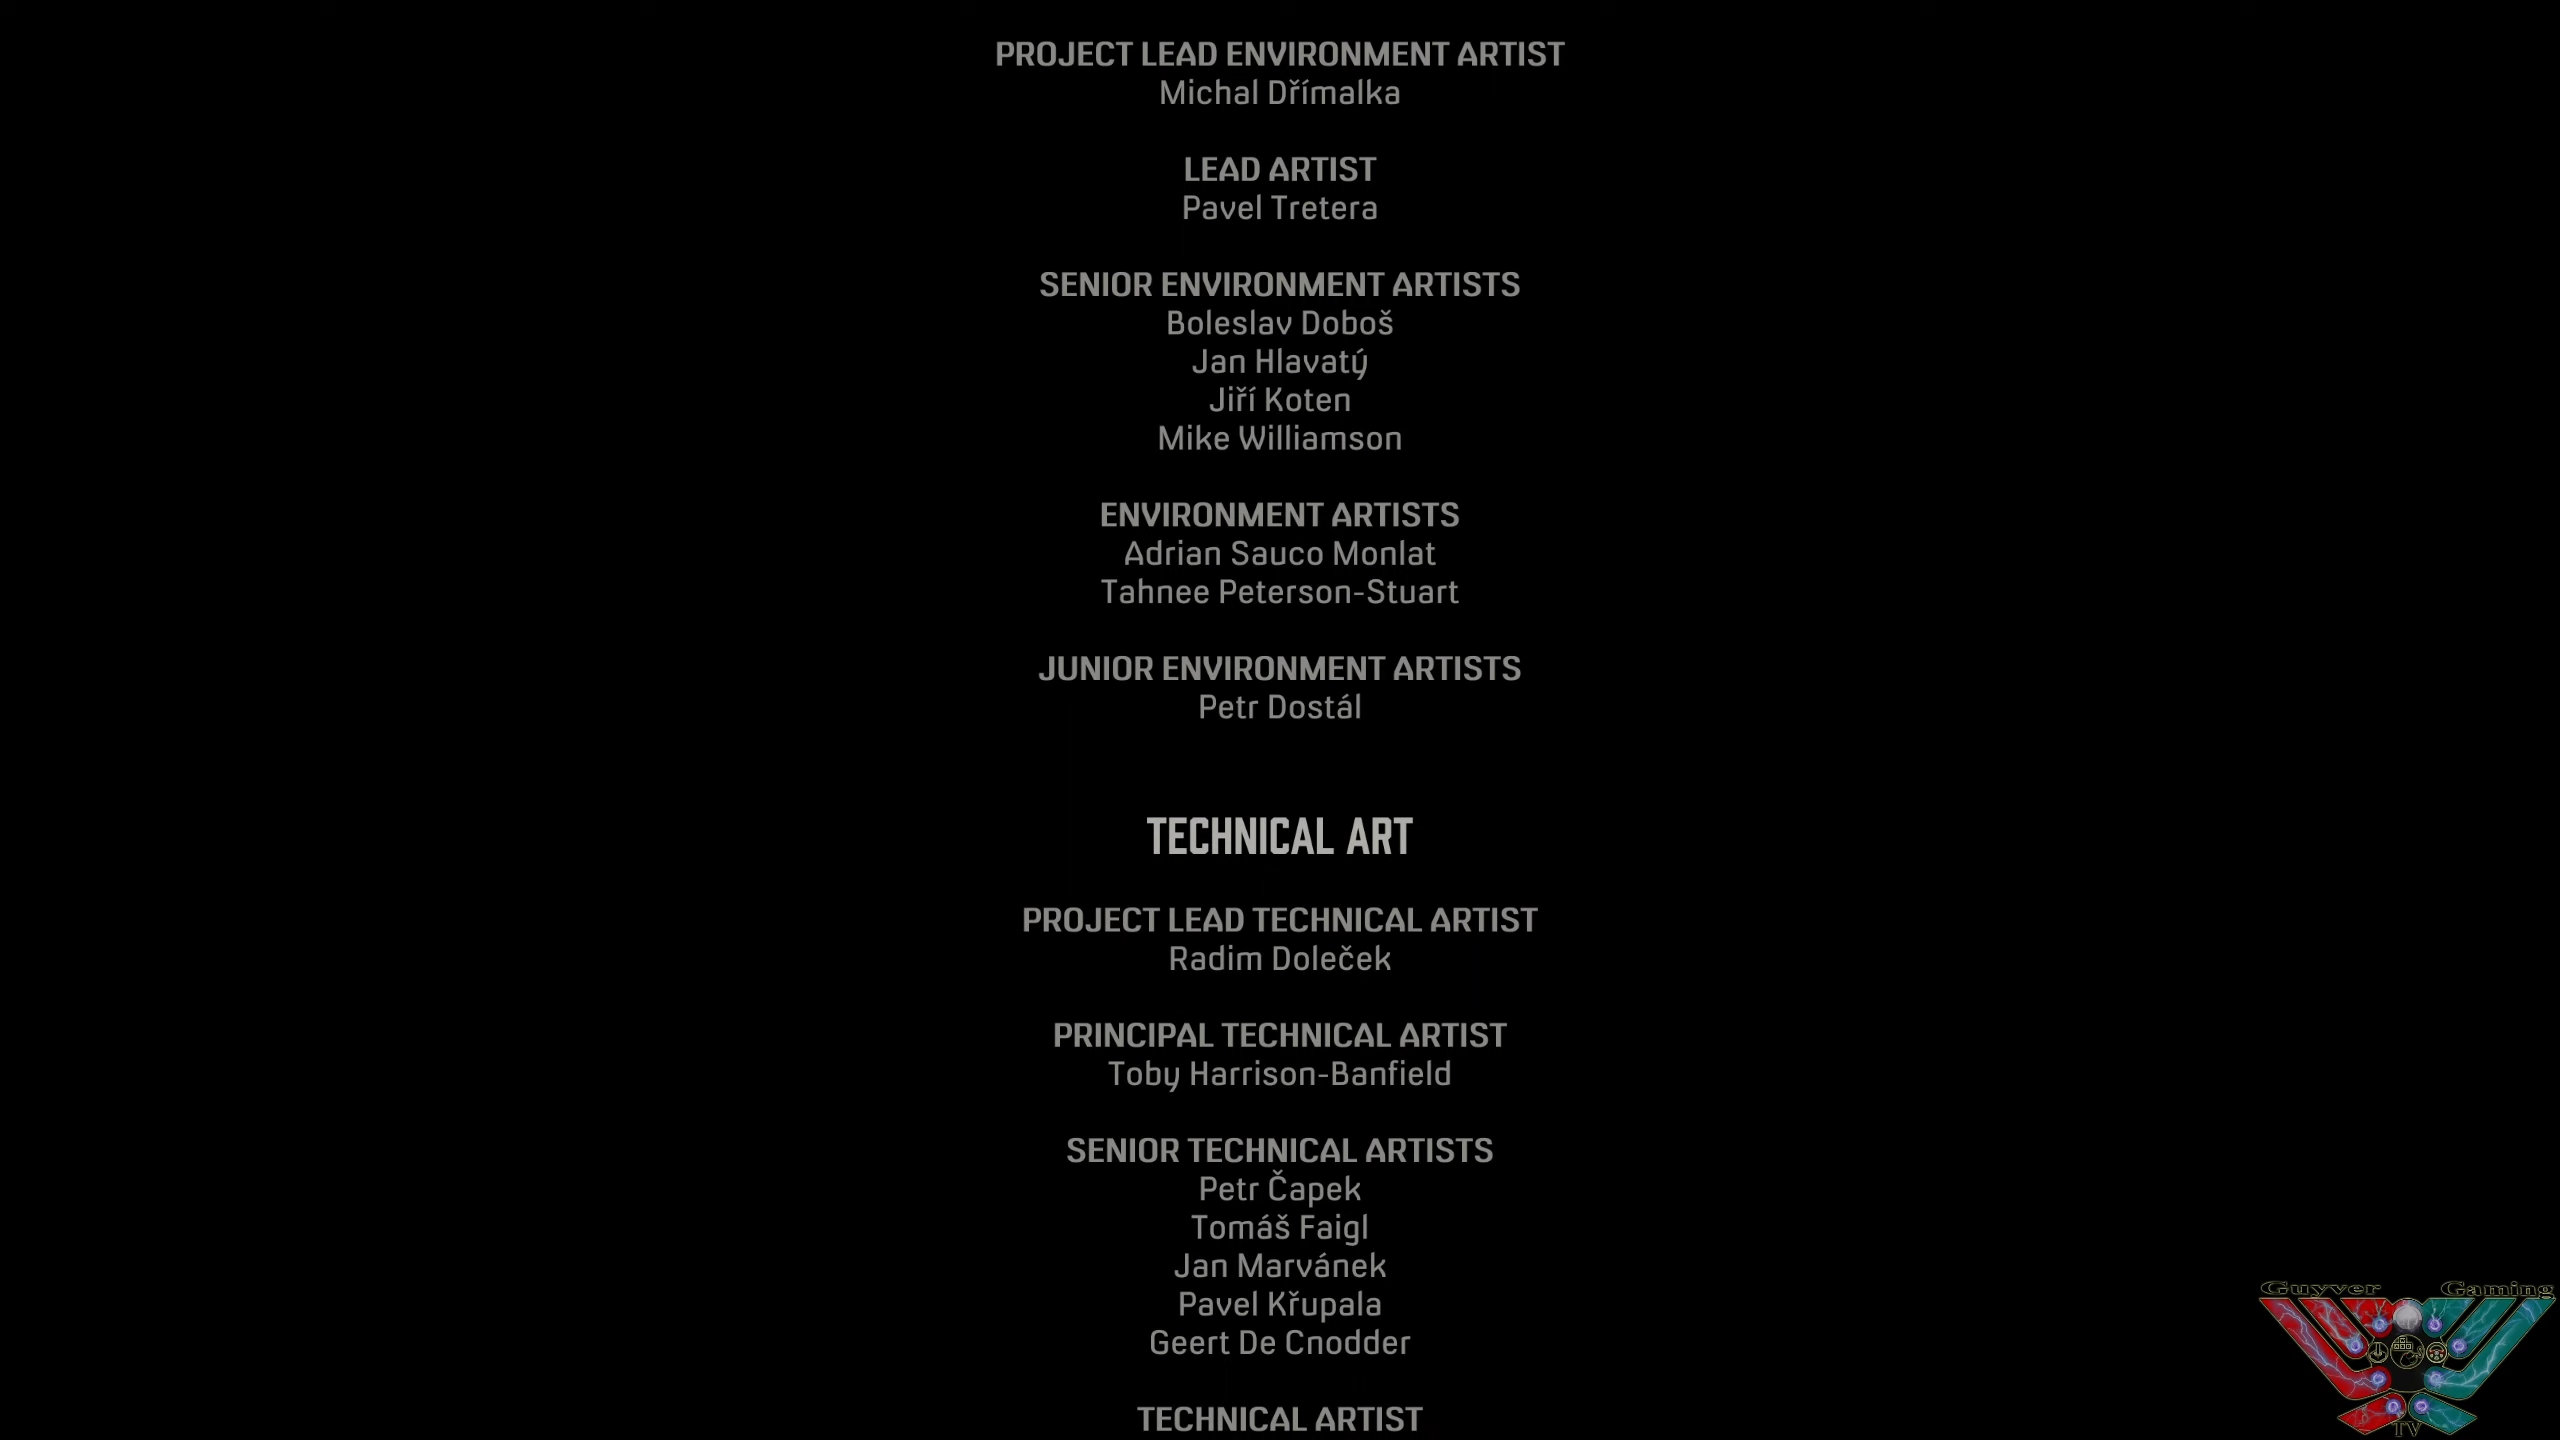 PROJECT LEAD ENVIRONMENT ARTIST
Michal Dřímalka
LEAD ARTIST
Pavel Tretera
SENIOR ENVIRONMENT ARTISTS
Boleslav Doboš
Jan Hlavatý
Jiří Koten
Mike Williamson
ENVIRONMENT ARTISTS
Adrian Sauco Monlat
Tahnee Peterson-Stuart
JUNIOR ENVIRONMENT ARTISTS
Petr Dostál
TECHNICAL ART
PROJECT LEAD TECHNICAL ARTIST
Radim Doleček
PRINCIPAL TECHNICAL ARTIST
Toby Harrison-Banfield
SENIOR TECHNICAL ARTISTS
Petr Čapek
Tomáš Faigl
Jan Marvánek
Pavel Křupala
Geert De Cnodder
TECHNICAL ARTIST
Guyver Gaming
TV